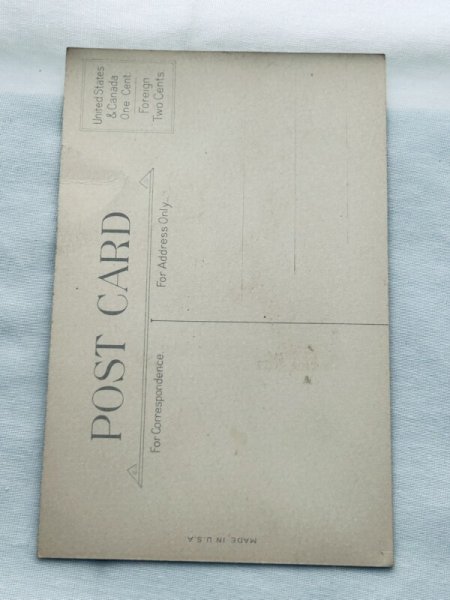 United States
& Canada
One Cent.
Foreign
Two Cents.
POST CARD
For Correspondence.
For Address Only.
MADE IN U.S.A